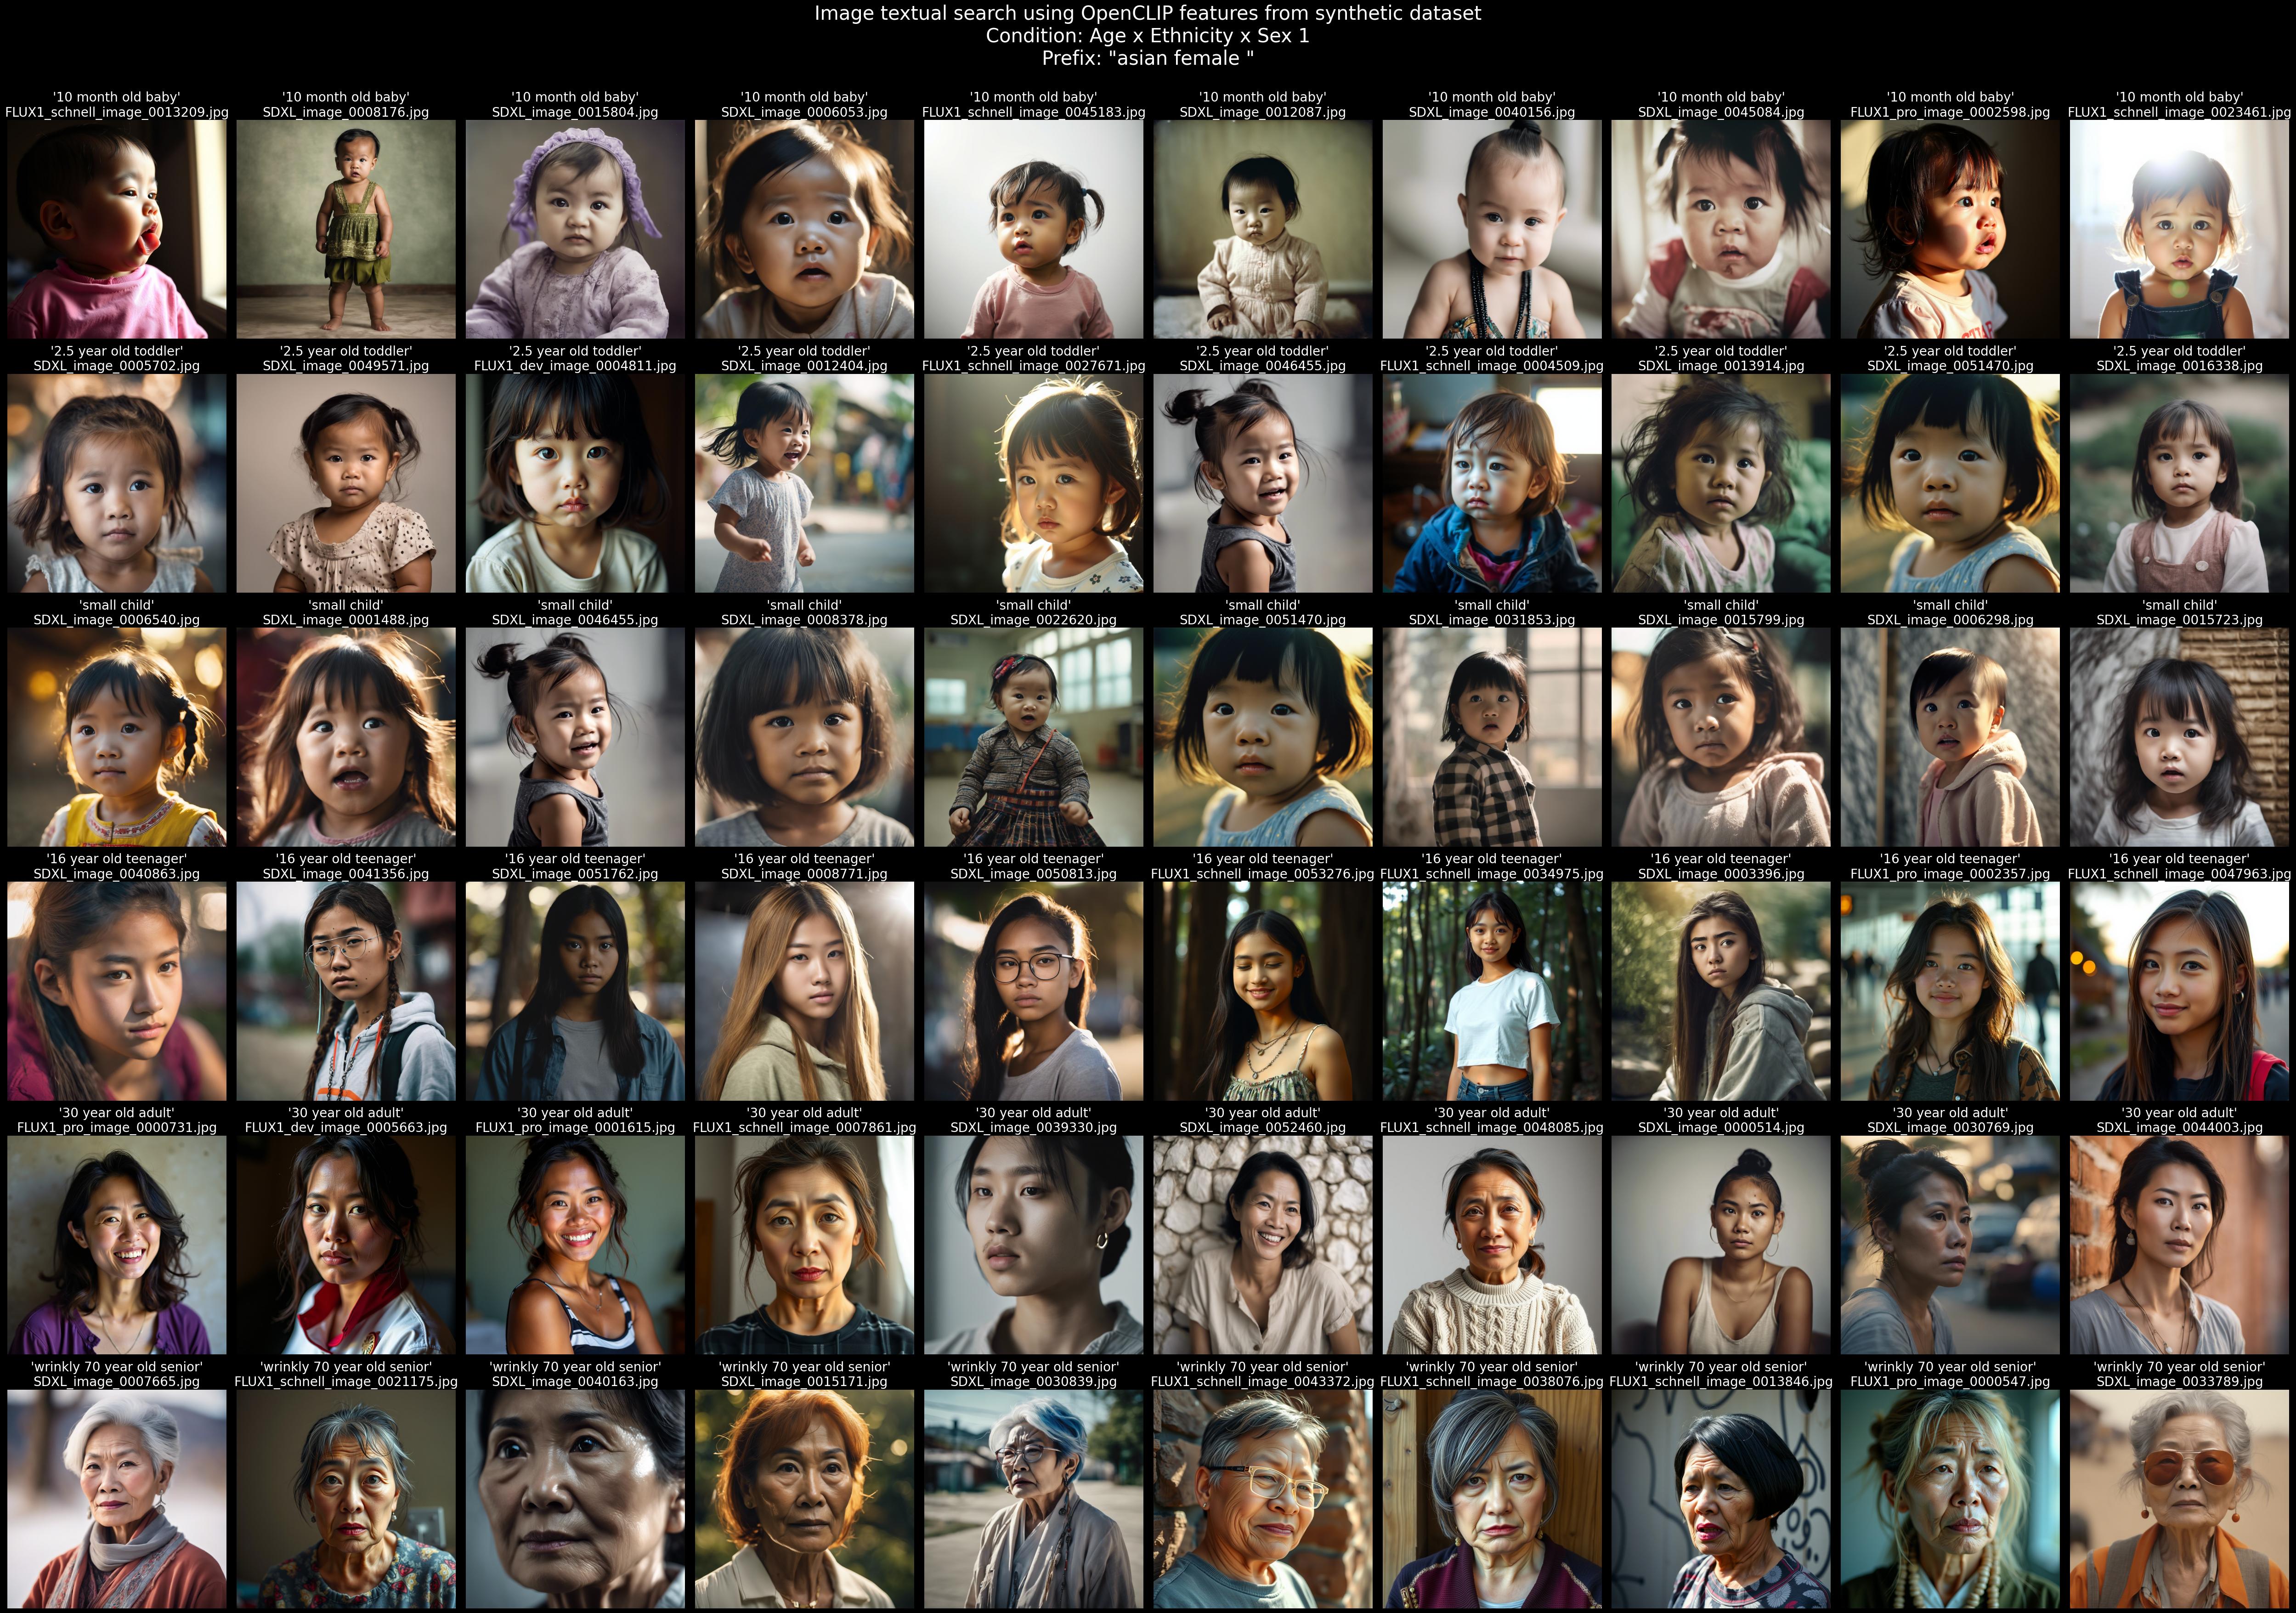 Image textual search using OpenCLIP features from synthetic dataset
Condition: Age x Ethnicity x Sex 1
Prefix: "asian female "
'10 month old baby' '10 month old baby' '10 month old baby' '10 month old baby' '10 month old baby' '10 month old baby' '10 month old baby' '10 month old baby' '10 month old baby' '10 month old baby'
FLUX1_schnell_image_0013209.jpg SDXL_image_0008176.jpg SDXL_image_0015804.jpg SDXL_image_0006053.jpg FLUX1_schnell_image_0045183.jpg SDXL_image_0012087.jpg SDXL_image_0040156.jpg SDXL_image_0045084.jpg FLUX1_pro_image_0002598.jpg FLUX1_schnell_image_0023461.jpg
'2.5 year old toddler' '2.5 year old toddler' '2.5 year old toddler' '2.5 year old toddler' '2.5 year old toddler' '2.5 year old toddler' '2.5 year old toddler' '2.5 year old toddler' '2.5 year old toddler' '2.5 year old toddler'
SDXL_image_0005702.jpg SDXL_image_0049571.jpg FLUX1_dev_image_0004811.jpg SDXL_image_0012404.jpg FLUX1_schnell_image_0027671.jpg SDXL_image_0046455.jpg FLUX1_schnell_image_0004509.jpg SDXL_image_0013914.jpg SDXL_image_0051470.jpg SDXL_image_0016338.jpg
'small child' 'small child' 'small child' 'small child' 'small child' 'small child' 'small child' 'small child' 'small child' 'small child'
SDXL_image_0006540.jpg SDXL_image_0001488.jpg SDXL_image_0046455.jpg SDXL_image_0008378.jpg SDXL_image_0022620.jpg SDXL_image_0051470.jpg SDXL_image_0031853.jpg SDXL_image_0015799.jpg SDXL_image_0006298.jpg SDXL_image_0015723.jpg
'16 year old teenager' '16 year old teenager' '16 year old teenager' '16 year old teenager' '16 year old teenager' '16 year old teenager' '16 year old teenager' '16 year old teenager' '16 year old teenager' '16 year old teenager'
SDXL_image_0040863.jpg SDXL_image_0041356.jpg SDXL_image_0051762.jpg SDXL_image_0008771.jpg SDXL_image_0050813.jpg FLUX1_schnell_image_0053276.jpg FLUX1_schnell_image_0034975.jpg SDXL_image_0003396.jpg FLUX1_pro_image_0002357.jpg FLUX1_schnell_image_0047963.jpg
'30 year old adult' '30 year old adult' '30 year old adult' '30 year old adult' '30 year old adult' '30 year old adult' '30 year old adult' '30 year old adult' '30 year old adult' '30 year old adult'
FLUX1_pro_image_0000731.jpg FLUX1_dev_image_0005663.jpg FLUX1_pro_image_0001615.jpg FLUX1_schnell_image_0007861.jpg SDXL_image_0039330.jpg SDXL_image_0052460.jpg FLUX1_schnell_image_0048085.jpg SDXL_image_0000514.jpg SDXL_image_0030769.jpg SDXL_image_0044003.jpg
'wrinkly 70 year old senior' 'wrinkly 70 year old senior' 'wrinkly 70 year old senior' 'wrinkly 70 year old senior' 'wrinkly 70 year old senior' 'wrinkly 70 year old senior' 'wrinkly 70 year old senior' 'wrinkly 70 year old senior' 'wrinkly 70 year old senior' 'wrinkly 70 year old senior'
SDXL_image_0007665.jpg FLUX1_schnell_image_0021175.jpg SDXL_image_0040163.jpg SDXL_image_0015171.jpg SDXL_image_0030839.jpg FLUX1_schnell_image_0043372.jpg FLUX1_schnell_image_0038076.jpg FLUX1_schnell_image_0013846.jpg FLUX1_pro_image_0000547.jpg SDXL_image_0033789.jpg